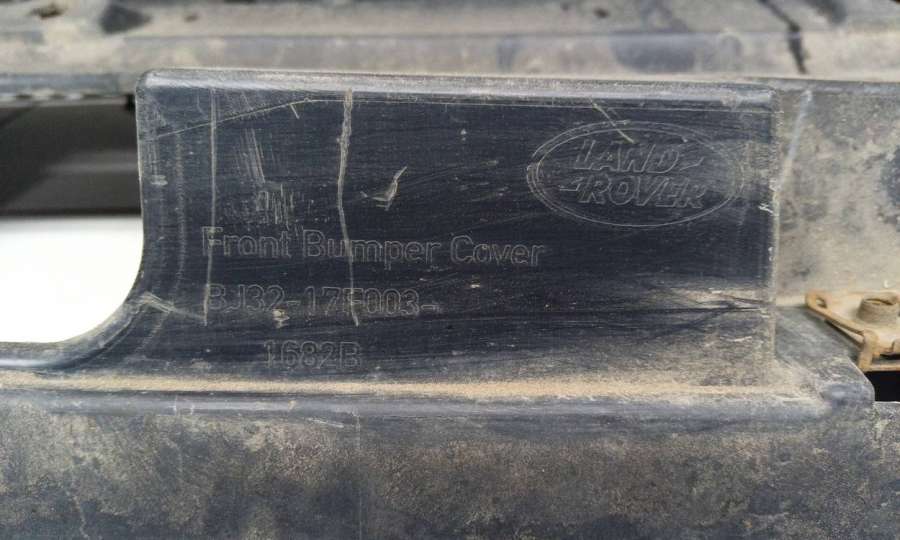 LAND-
-ROVER
Front Bumper Cover
BJ32-17F003-
1682B